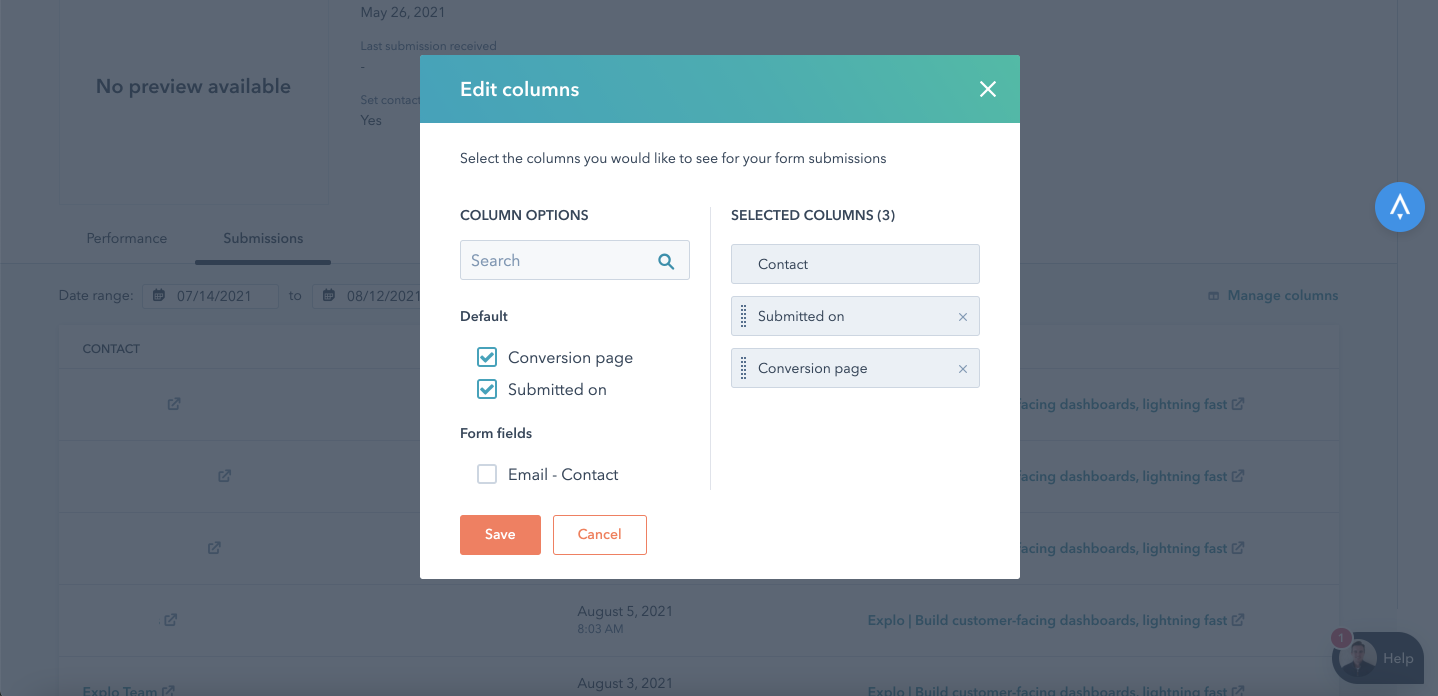 May 26, 2021
Last submission received
-
No preview available
Set contact
Yes
Edit columns
Select the columns you would like to see for your form submissions
COLUMN OPTIONS
Search
Default
Conversion page
Submitted on
Form fields
Email - Contact
SELECTED COLUMNS (3)
Contact
Submitted on
Conversion page
Save
Cancel
Performance
Submissions
Date range:
07/14/2021
to
08/12/2021
Manage columns
CONTACT
facing dashboards, lightning fast
facing dashboards, lightning fast
facing dashboards, lightning fast
August 5, 2021
8:03 AM
Explo | Build customer-facing dashboards, lightning fast
Explo Team
August 3, 2021
Explo | Build customer-facing dashboards, lightning fast
1
Help